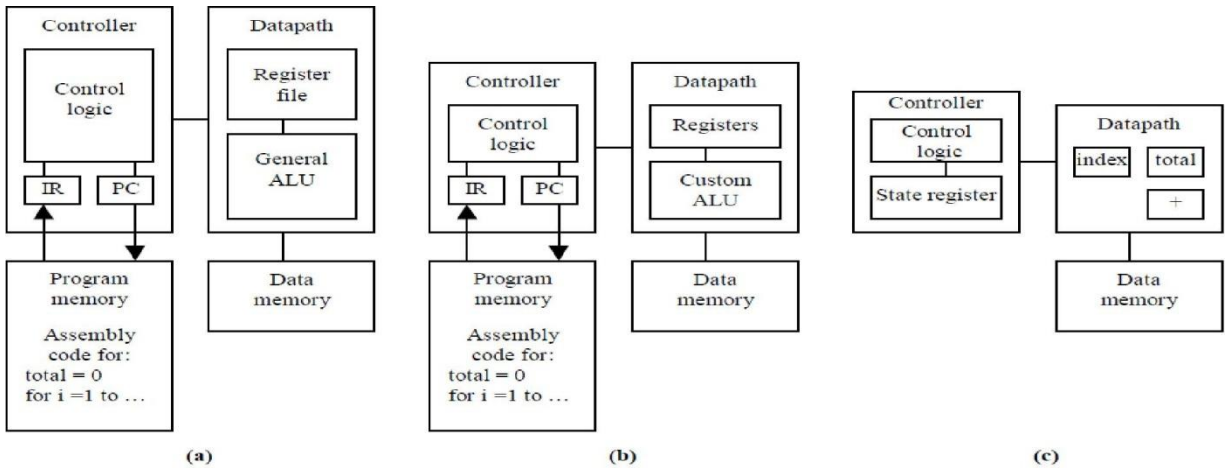 Controller
Control
logic
IR
PC
Datapath
Register
file
General
ALU
Program
memory
Assembly
code for:
total = 0
for i =1 to …
Data
memory
(a)
Controller
Control
logic
IR
PC
Datapath
Registers
Custom
ALU
Program
memory
Assembly
code for:
total = 0
for i =1 to …
Data
memory
(b)
Controller
Control
logic
State register
Datapath
index
total
+
Data
memory
(c)